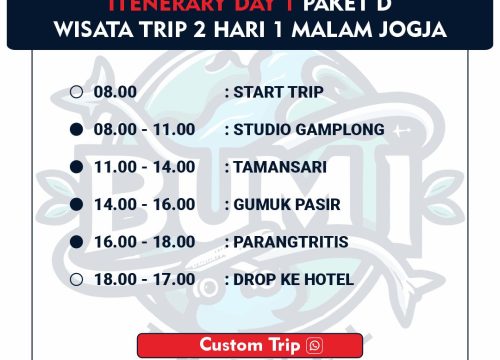 ITENERARY DAY 1 PAKET D
WISATA TRIP 2 HARI 1 MALAM JOGJA
08.00 : START TRIP
08.00 - 11.00 : STUDIO GAMPLONG
11.00 - 14.00 : TAMANSARI
14.00 - 16.00 : GUMUK PASIR
16.00 - 18.00 : PARANGTRITIS
18.00 - 17.00 : DROP KE HOTEL
BUMI
Custom Trip